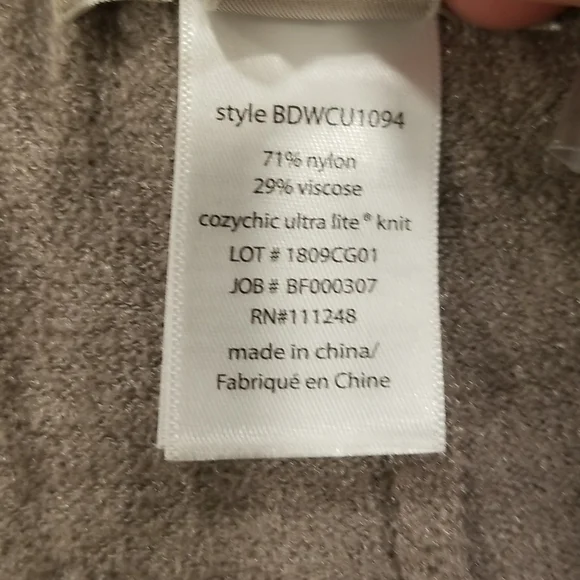 style BDWCU1094
71% nylon
29% viscose
cozychic ultra lite® knit
LOT # 1809CG01
JOB # BF000307
RN#111248
made in china/
Fabriqué en Chine